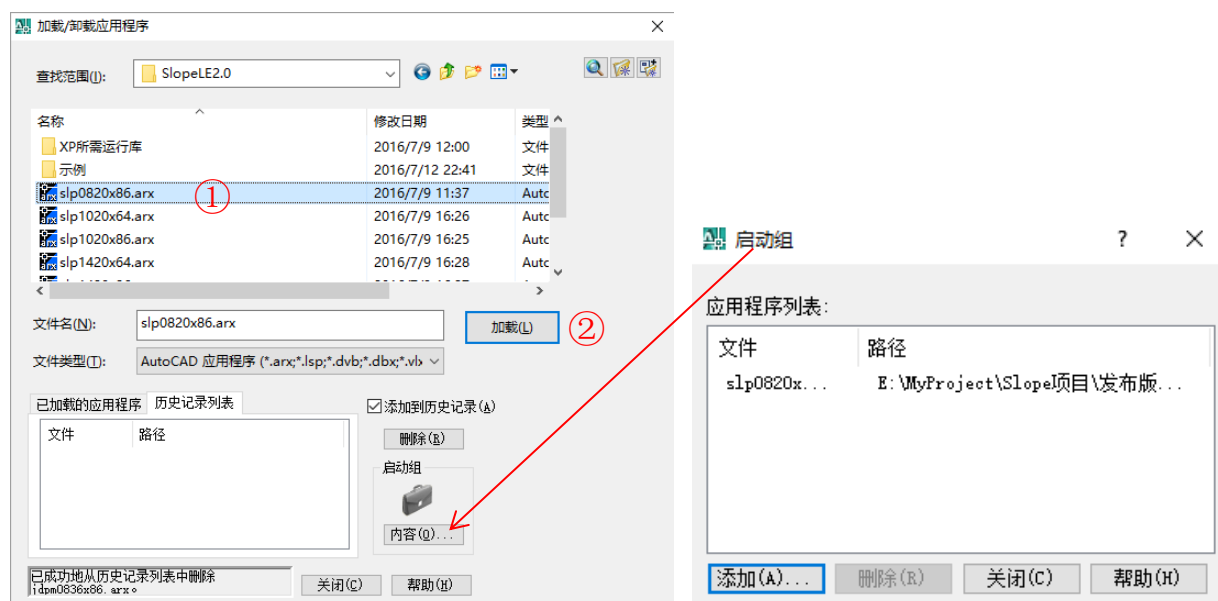 加载/卸载应用程序
查找范围(I): SlopeLE2.0
名称 修改日期 类型
XP所需运行库 2016/7/9 12:00 文件
示例 2016/7/12 22:41 文件
slp0820x86.arx 2016/7/9 11:37 Autc
①
slp1020x64.arx 2016/7/9 16:26 Autc
slp1020x86.arx 2016/7/9 16:25 Autc
slp1420x64.arx 2016/7/9 16:28 Autc
文件名(N): slp0820x86.arx 加载(L)
②
文件类型(T): AutoCAD 应用程序 (*.arx;*.lsp;*.dvb;*.dbx;*.vl
已加载的应用程序 历史记录列表 添加到历史记录(A)
文件 路径
删除(R)
启动组
内容(O)...
已成功地从历史记录列表中删除
jdpm0836x86.arx。
关闭(C) 帮助(H)
启动组 ?
应用程序列表:
文件 路径
slp0820x... E:\MyProject\Slope项目\发布版...
添加(A)... 删除(R) 关闭(C) 帮助(H)